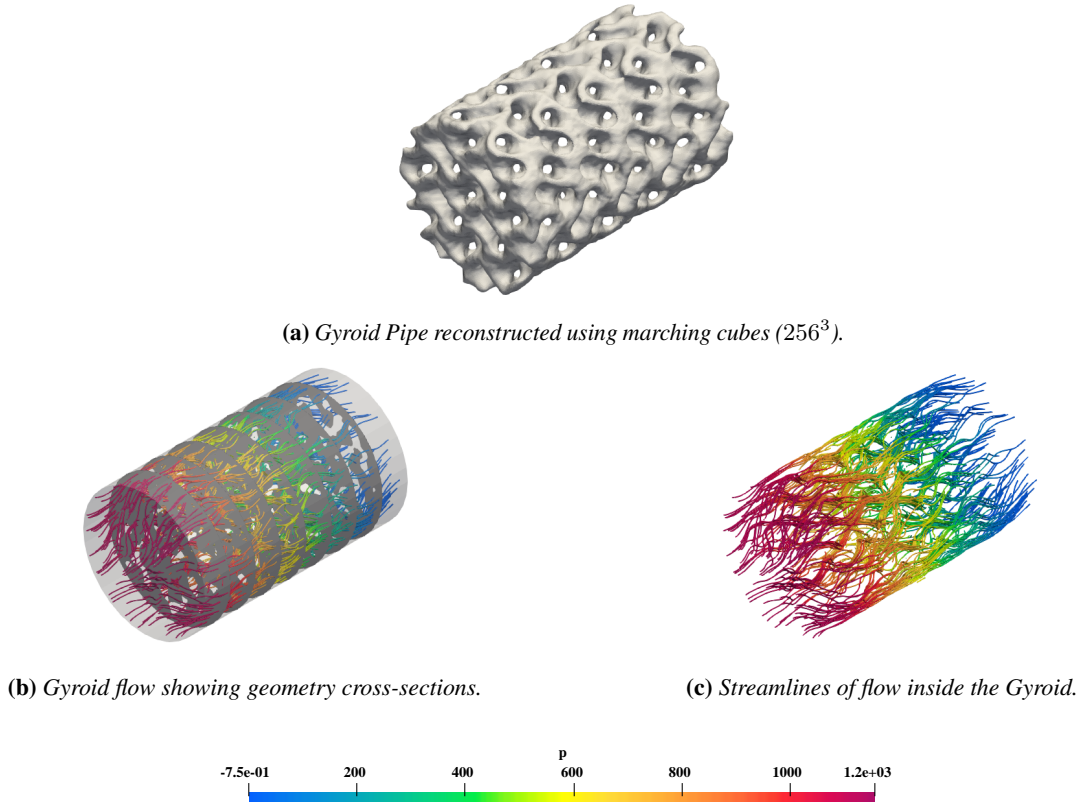 (a) Gyroid Pipe reconstructed using marching cubes (256³).
(b) Gyroid flow showing geometry cross-sections.
(c) Streamlines of flow inside the Gyroid.
p
-7.5e-01 200 400 600 800 1000 1.2e+03